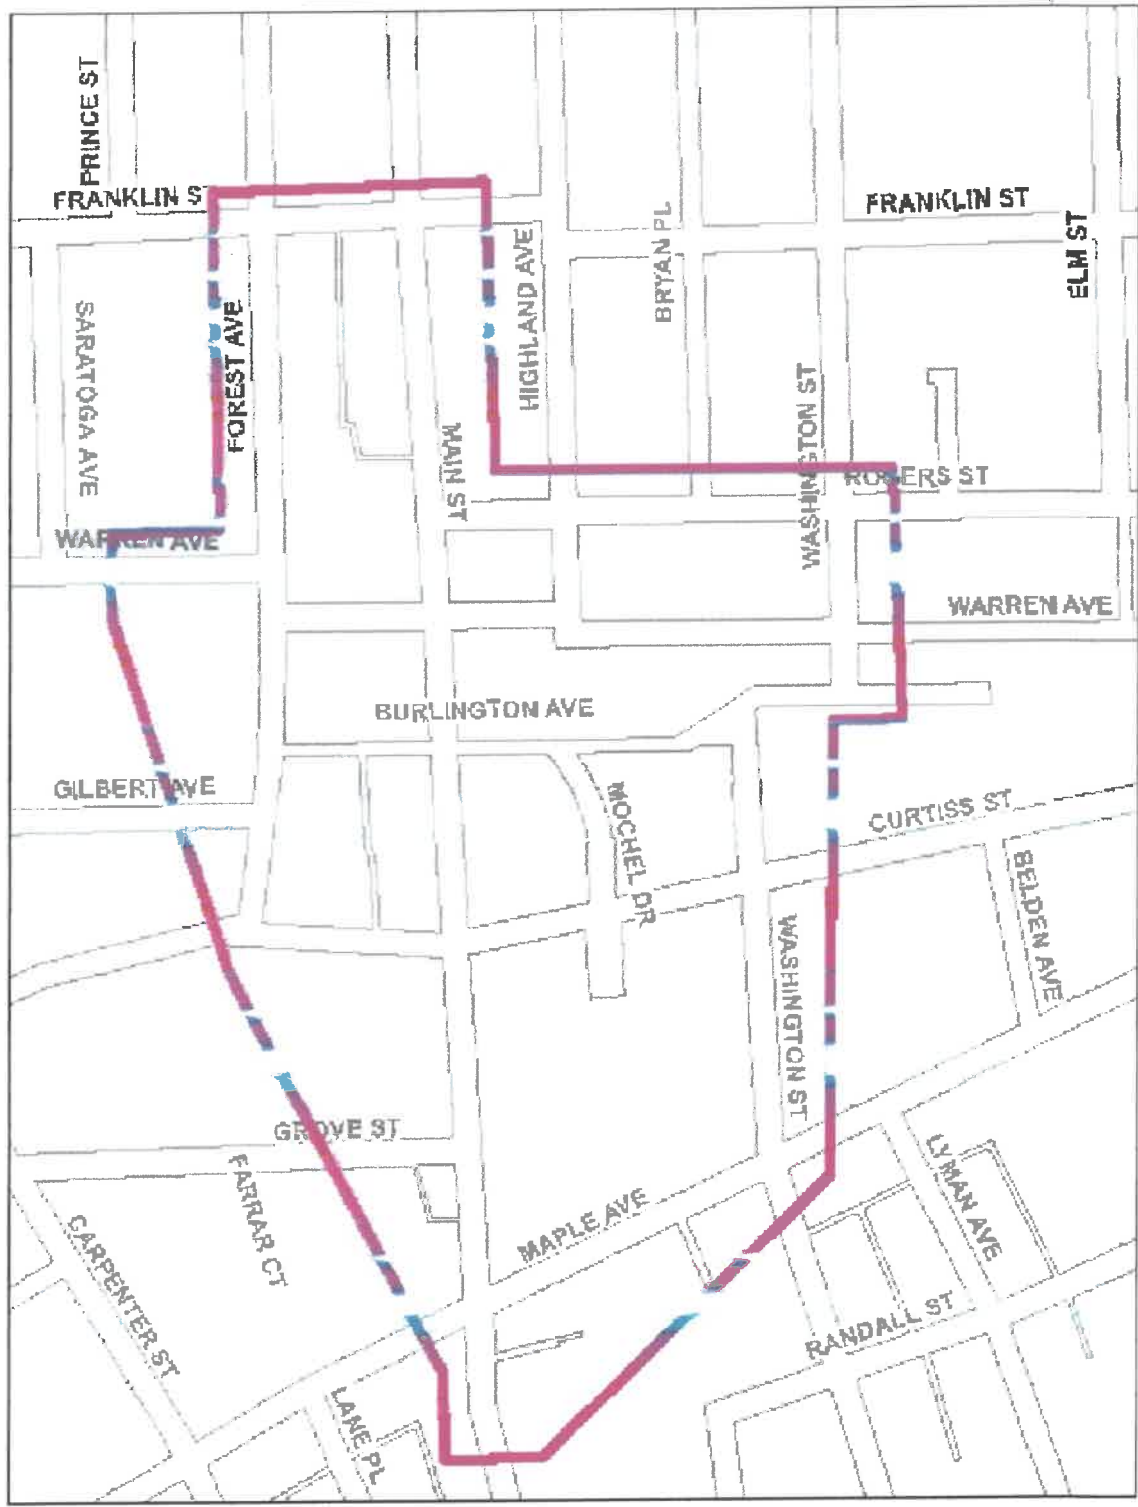 PRINCE ST
FRANKLIN ST
FRANKLIN ST
ELM ST
BRYAN PL
HIGHLAND AVE
SARATOGA AVE
FOREST AVE
MAIN ST
WASHINGTON ST
ROGERS ST
WARREN AVE
WARREN AVE
BURLINGTON AVE
GILBERT AVE
MOCHEL DR
CURTISS ST
BELDEN AVE
WASHINGTON ST
GROVE ST
FARRAR CT
LYMAN AVE
MAPLE AVE
CARPENTER ST
RANDALL ST
LANE PL